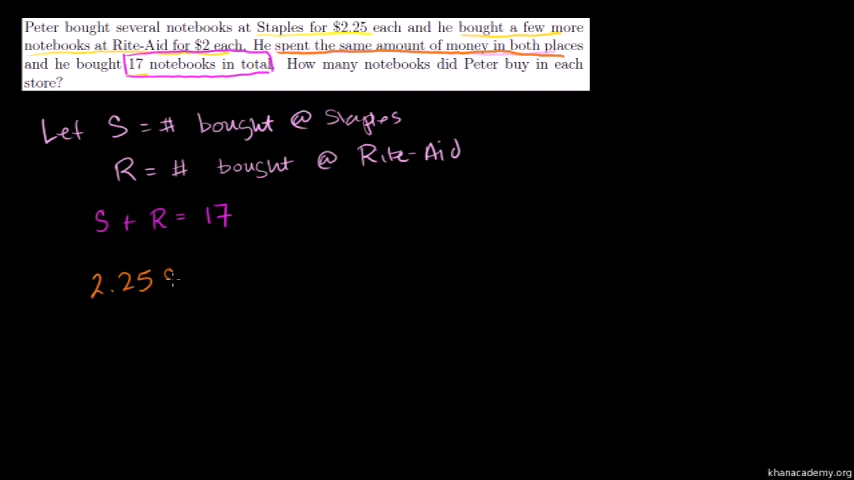 Peter bought several notebooks at Staples for $2.25 each and he bought a few more
notebooks at Rite-Aid for $2 each. He spent the same amount of money in both places
and he bought 17 notebooks in total. How many notebooks did Peter buy in each
store?
Let S = # bought @ Staples
R = # bought @ Rite-Aid
S + R = 17
2.25
khanacademy.org